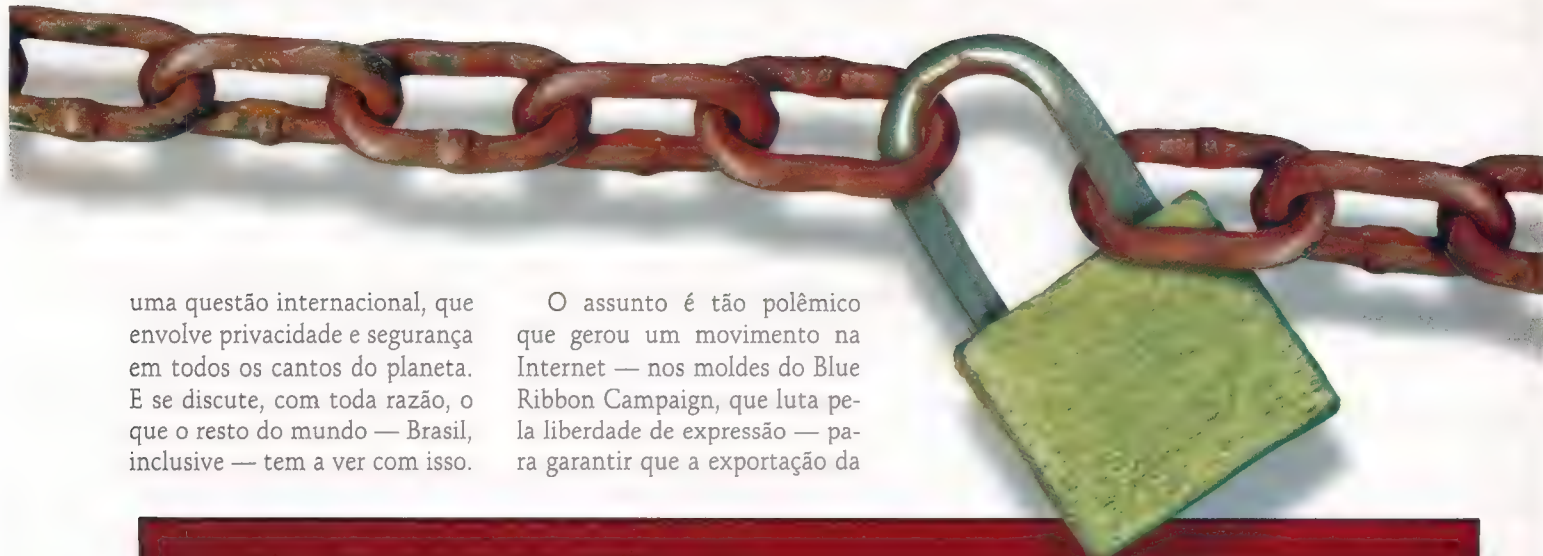 uma questão internacional, que
envolve privacidade e segurança
em todos os cantos do planeta.
E se discute, com toda razão, o
que o resto do mundo — Brasil,
inclusive — tem a ver com isso.
O assunto é tão polêmico
que gerou um movimento na
Internet — nos moldes do Blue
Ribbon Campaign, que luta pe-
la liberdade de expressão — pa-
ra garantir que a exportação da